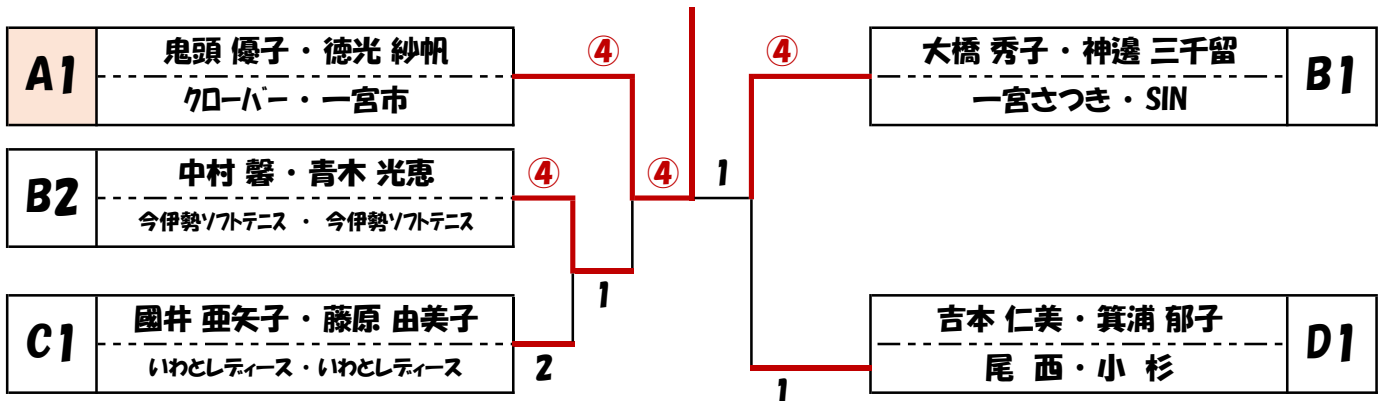 A1
鬼頭 優子・徳光 紗帆
クローバー・一宮市
④
④
大橋 秀子・神邊 三千留
一宮さつき・SIN
B1
B2
中村 馨・青木 光恵
今伊勢ソフトテニス ・ 今伊勢ソフトテニス
④
④
1
1
C1
國井 亜矢子・藤原 由美子
いわとレディース・いわとレディース
2
1
吉本 仁美・箕浦 郁子
尾 西・小 杉
D1